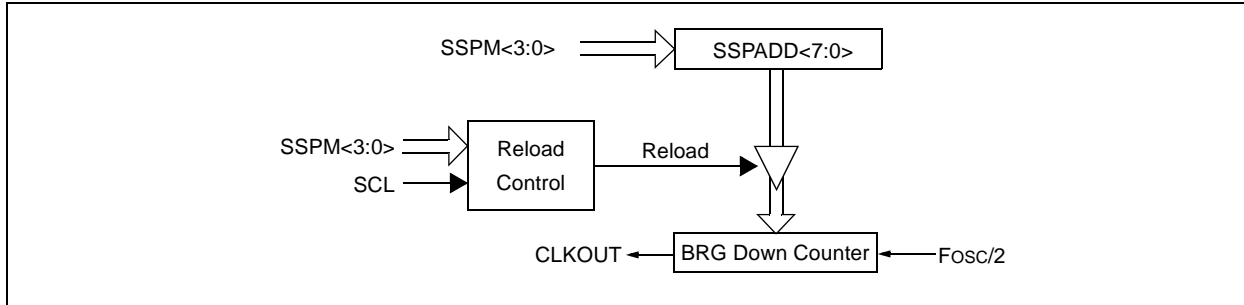 SSPM<3:0>
SSPADD<7:0>
SSPM<3:0>
SCL
Reload
Control
Reload
CLKOUT
BRG Down Counter
FOSC/2